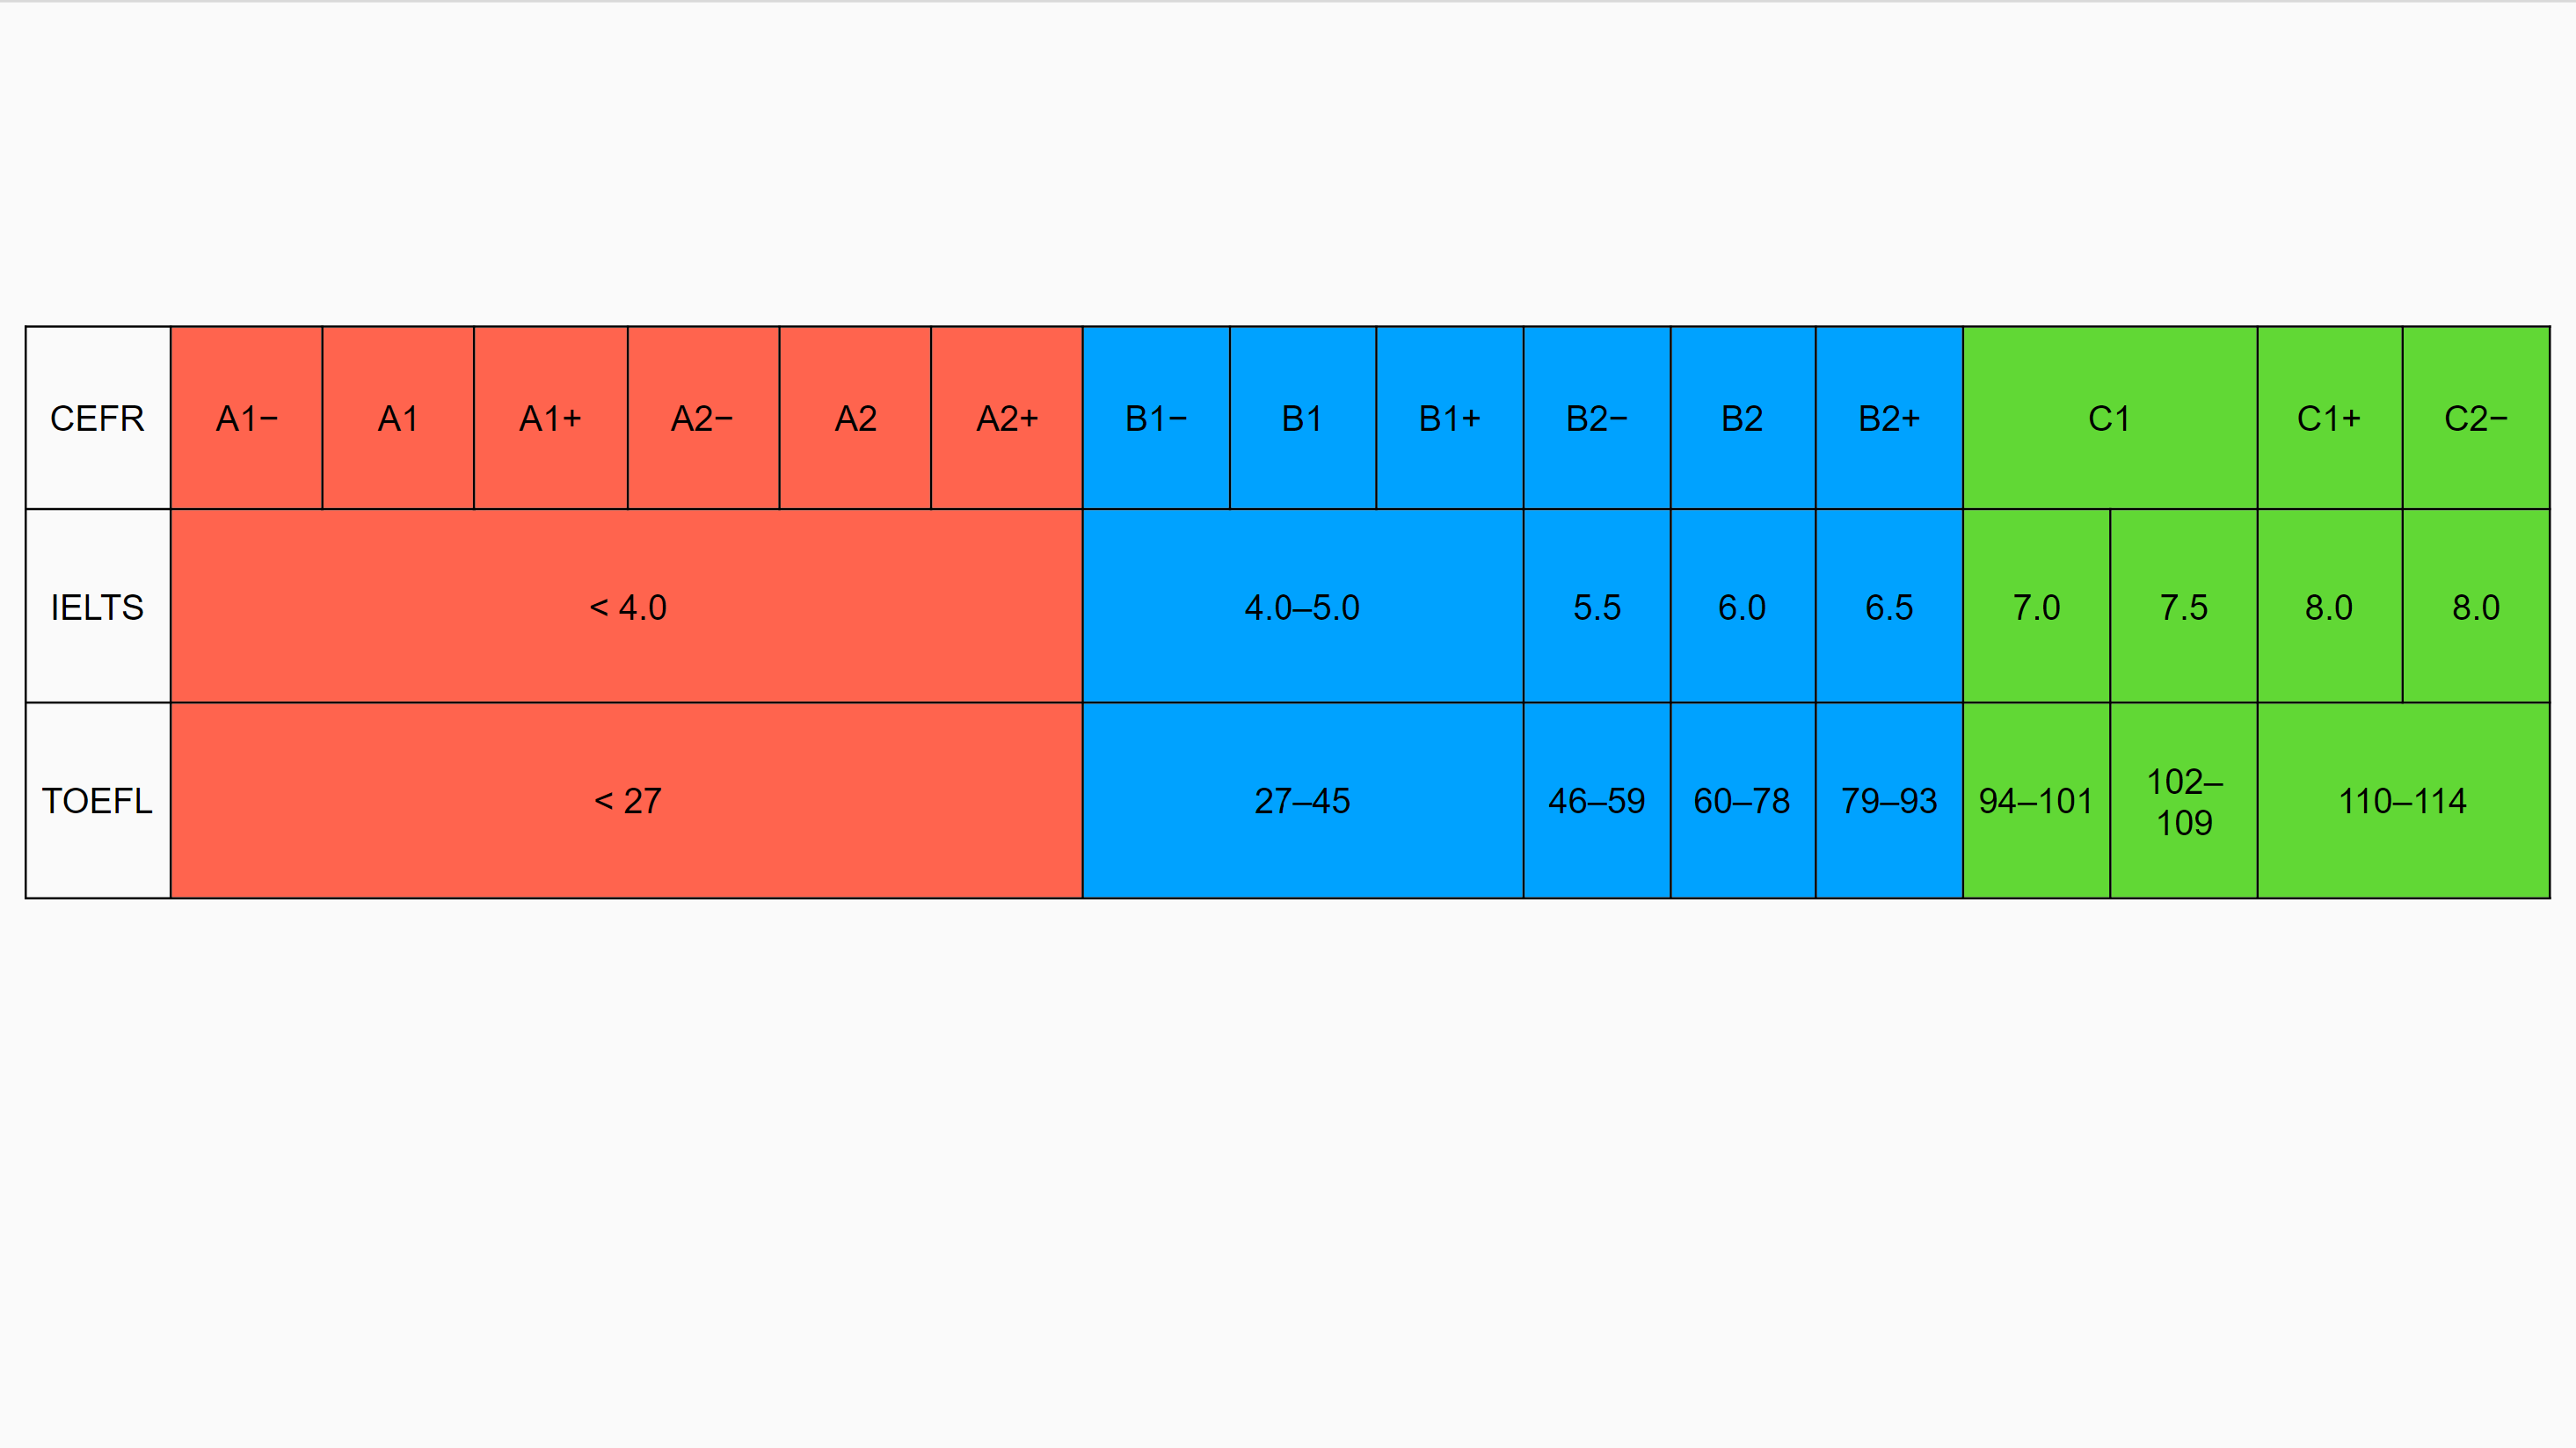 CEFR A1− A1 A1+ A2− A2 A2+ B1− B1 B1+ B2− B2 B2+ C1 C1+ C2−
IELTS < 4.0 4.0–5.0 5.5 6.0 6.5 7.0 7.5 8.0 8.0
TOEFL < 27 27–45 46–59 60–78 79–93 94–101 102–
109 110–114